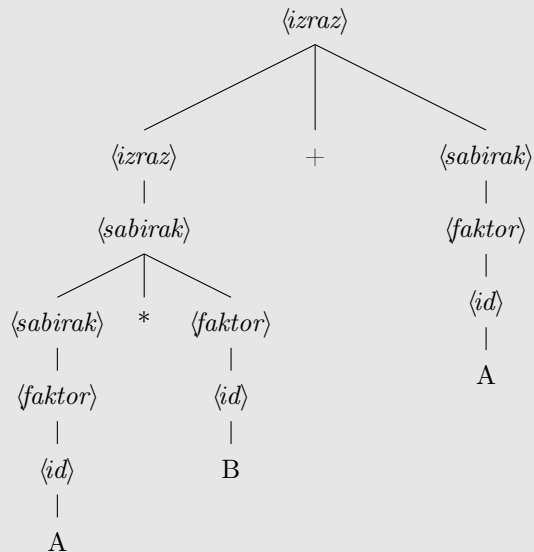 ⟨izraz⟩
⟨izraz⟩ + ⟨sabirak⟩
⟨sabirak⟩ ⟨faktor⟩
⟨sabirak⟩ * ⟨faktor⟩ ⟨id⟩
⟨faktor⟩ ⟨id⟩ A
⟨id⟩ B
A